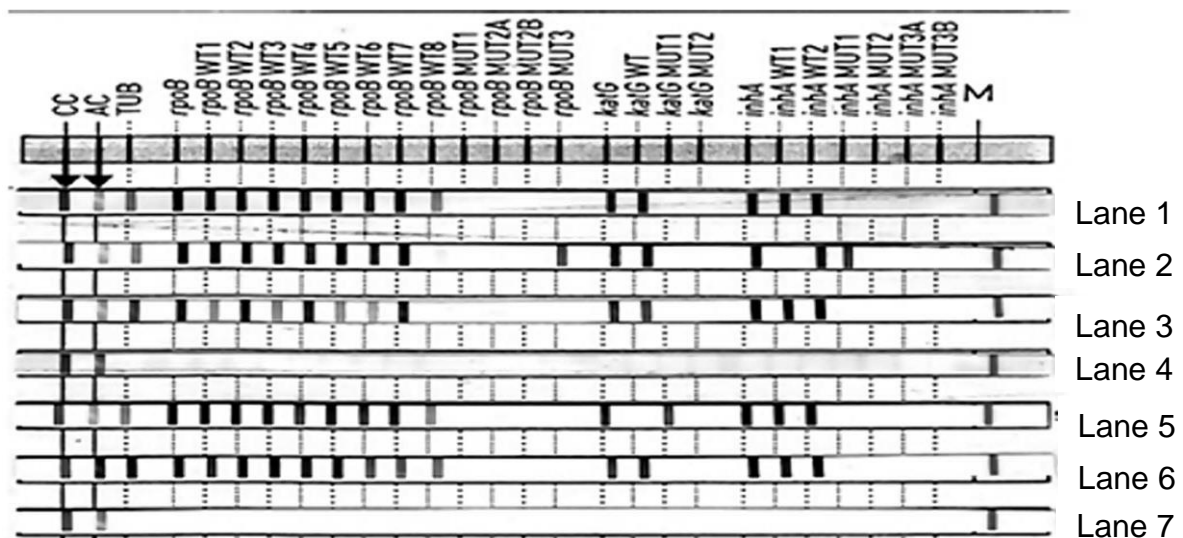 CC
AC
TUB
rpoB
rpoB WT1
rpoB WT2
rpoB WT3
rpoB WT4
rpoB WT5
rpoB WT6
rpoB WT7
rpoB WT8
rpoB MUT1
rpoB MUT2A
rpoB MUT2B
rpoB MUT3
katG
katG WT
katG MUT1
katG MUT2
inhA
inhA WT1
inhA WT2
inhA MUT1
inhA MUT2
inhA MUT3A
inhA MUT3B
M
Lane 1
Lane 2
Lane 3
Lane 4
Lane 5
Lane 6
Lane 7